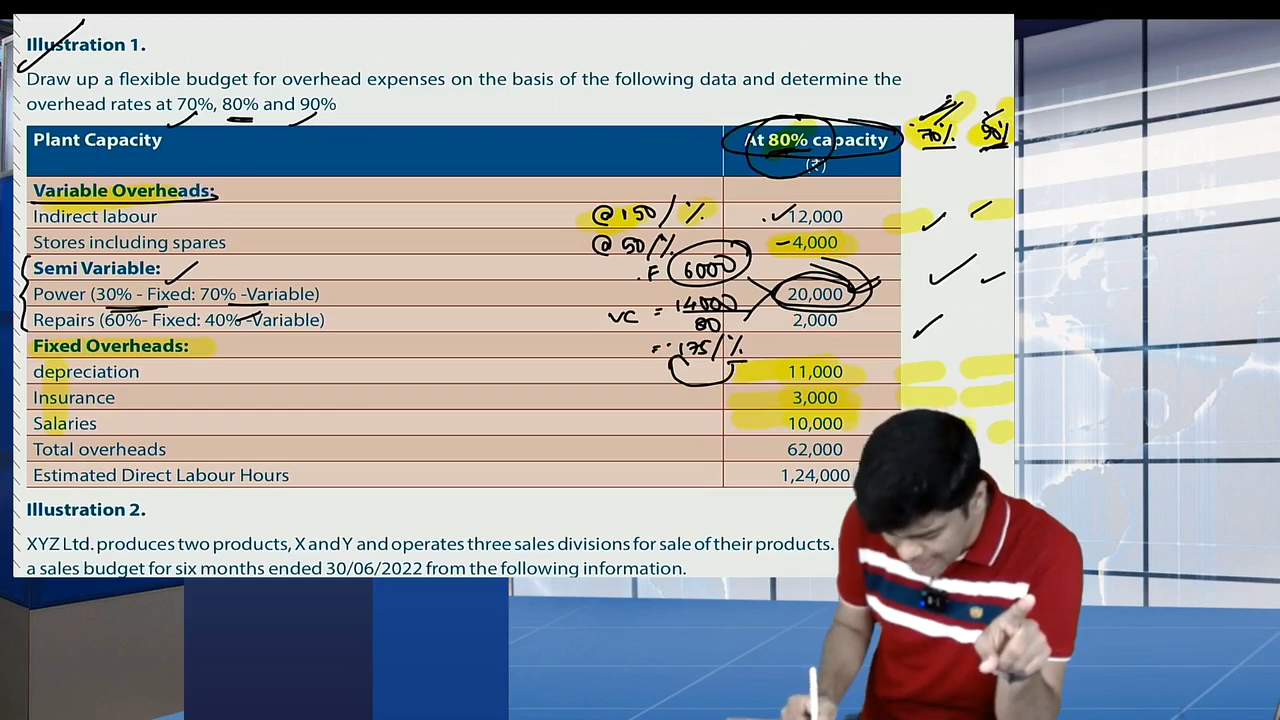 Illustration 1.
Draw up a flexible budget for overhead expenses on the basis of the following data and determine the
overhead rates at 70%, 80% and 90%
Plant Capacity At 80% capacity 70% 90%
(₹)
Variable Overheads:
Indirect labour @ 150 / % 12,000
Stores including spares @ 50 / % 4,000
Semi Variable: F 6000
Power (30% - Fixed: 70% -Variable) 20,000
VC = 14000
80
Repairs (60%- Fixed: 40% -Variable) 2,000
Fixed Overheads: = 175 / %
depreciation 11,000
Insurance 3,000
Salaries 10,000
Total overheads 62,000
Estimated Direct Labour Hours 1,24,000
Illustration 2.
XYZ Ltd. produces two products, X and Y and operates three sales divisions for sale of their products.
a sales budget for six months ended 30/06/2022 from the following information.